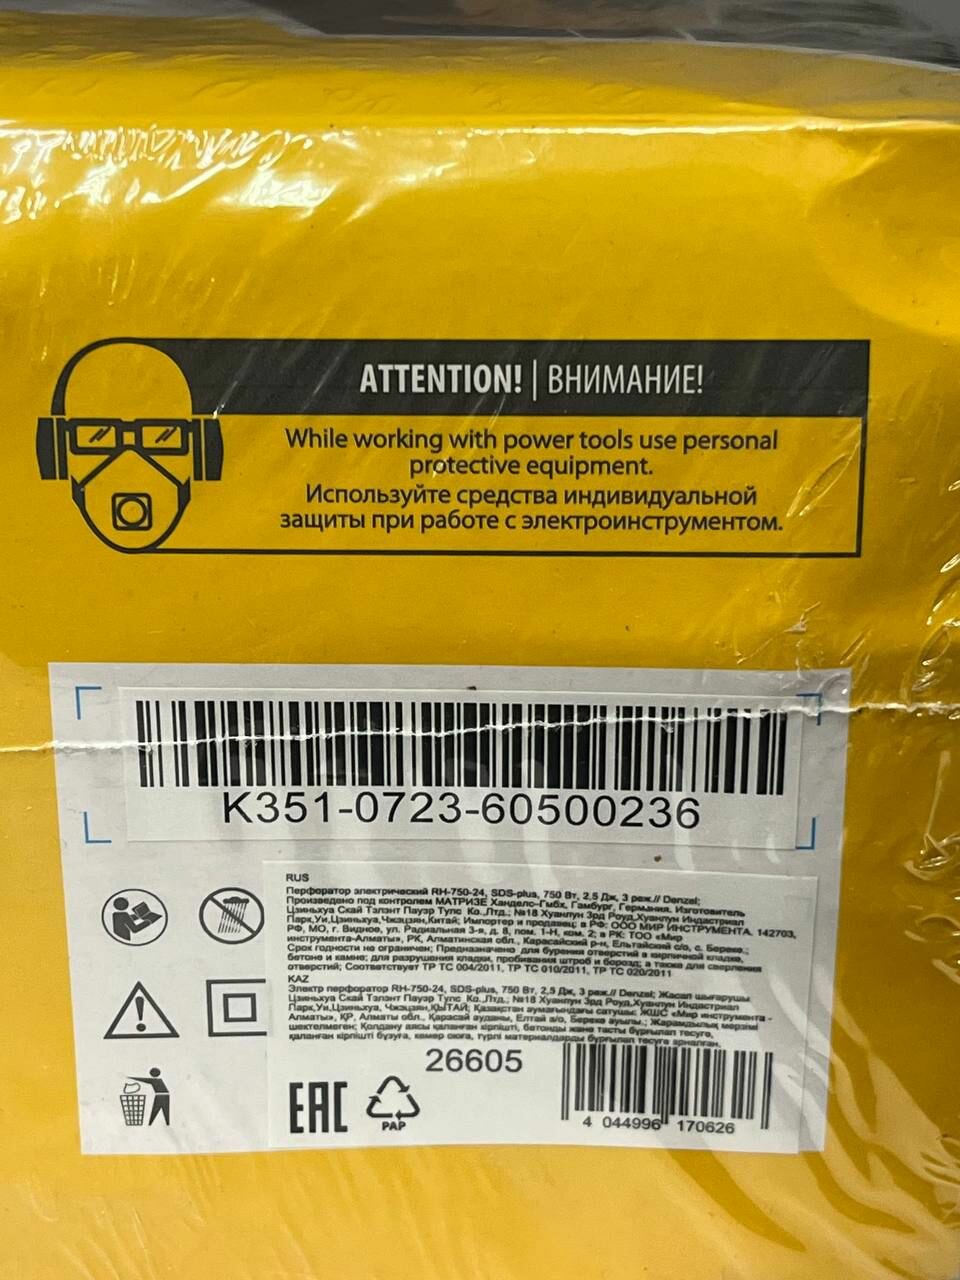 ATTENTION! | ВНИМАНИЕ!
While working with power tools use personal
protective equipment.
Используйте средства индивидуальной
защиты при работе с электроинструментом.
K351-0723-60500236
RUS
Перфоратор электрический RH-750-24, SDS-plus, 750 Вт, 2,5 Дж, 3 реж.// Denzel;
Произведено под контролем МАТРИЗЕ Хандельс-Гмбх, Гамбург, Германия. Изготовитель
Цзиньхуа Скай Тэлэнт Пауэр Тулс Ко.,Лтд.; №18 Хуанлун Зрд Роуд,Хуанлун Индастриал
Парк,Уи,Цзиньхуа,Чжэцзян,Китай; Импортер и продавец: в РФ: ООО МИР ИНСТРУМЕНТА. 142703,
РФ, МО, г. Видное, ул. Радиальная 3-я, д. 8, пом. 1-Н, ком. 2; в РК: ТОО «Мир
инструмента-Алматы», РК, Алматинская обл., Карасайский р-н, Ельтайский с/о, с. Береке.;
Срок годности не ограничен; Предназначено для бурения отверстий в кирпичной кладке,
бетоне и камне; для разрушения кладки, пробивания штроб и борозд; а также для сверления
отверстий; Соответствует ТР ТС 004/2011, ТР ТС 010/2011, ТР ТС 020/2011
KAZ
Электр перфоратор RH-750-24, SDS-plus, 750 Вт, 2,5 Дж, 3 реж.// Denzel; Жасап шығарушы
Цзиньхуа Скай Тэлэнт Пауэр Тулс Ко.,Лтд.; №18 Хуанлун Зрд Роуд,Хуанлун Индастриал
Парк,Уи,Цзиньхуа,Чжэцзян,ҚЫТАЙ; Қазақстан аумағындағы сатушы: ЖШС «Мир инструмента -
Алматы», ҚР, Алматы обл., Қарасай ауданы, Елтай а/о, Береке ауылы.; Жарамдылық мерзімі
шектелмеген; Қолдану аясы қаланған кірпішті, бетонды және тасты бұрғылап тесуге,
қаланған кірпішті бұзуға, кемер оюға, түрлі материалдарды бұрғылап тесуге арналған.
26605
EAC
PAP
4 044996 170626